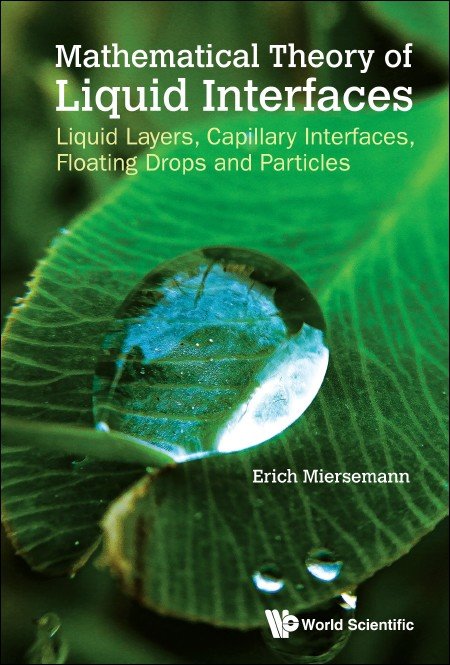 Mathematical Theory of
Liquid Interfaces
Liquid Layers, Capillary Interfaces,
Floating Drops and Particles
Erich Miersemann
World Scientific